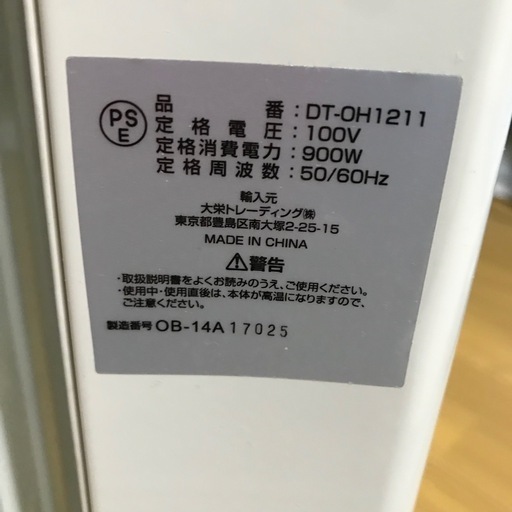 PS
E
品番：DT-OH1211
定格電圧：100V
定格消費電力：900W
定格周波数：50/60Hz
輸入元
大栄トレーディング㈱
東京都豊島区南大塚2-25-15
MADE IN CHINA
⚠警告
・取扱説明書をよくお読みのうえ、ご使用ください。
・使用中・使用直後は、本体が高温になりますので、
ご注意ください。
製造番号 OB-14A17025